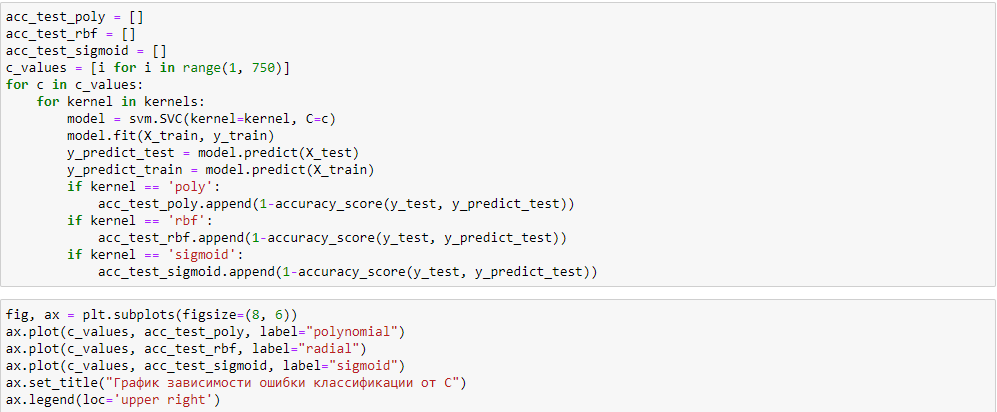 acc_test_poly = []
acc_test_rbf = []
acc_test_sigmoid = []
c_values = [i for i in range(1, 750)]
for c in c_values:
    for kernel in kernels:
        model = svm.SVC(kernel=kernel, C=c)
        model.fit(X_train, y_train)
        y_predict_test = model.predict(X_test)
        y_predict_train = model.predict(X_train)
        if kernel == 'poly':
            acc_test_poly.append(1-accuracy_score(y_test, y_predict_test))
        if kernel == 'rbf':
            acc_test_rbf.append(1-accuracy_score(y_test, y_predict_test))
        if kernel == 'sigmoid':
            acc_test_sigmoid.append(1-accuracy_score(y_test, y_predict_test))
fig, ax = plt.subplots(figsize=(8, 6))
ax.plot(c_values, acc_test_poly, label="polynomial")
ax.plot(c_values, acc_test_rbf, label="radial")
ax.plot(c_values, acc_test_sigmoid, label="sigmoid")
ax.set_title("График зависимости ошибки классификации от C")
ax.legend(loc='upper right')